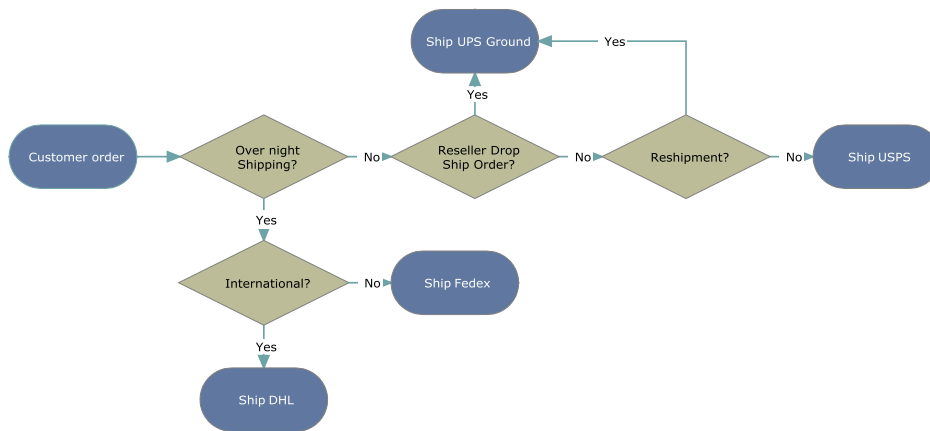 Ship UPS Ground
Yes
Yes
Customer order
Over night
Shipping?
No
Reseller Drop
Ship Order?
No
Reshipment?
No
Ship USPS
Yes
International?
No
Ship Fedex
Yes
Ship DHL